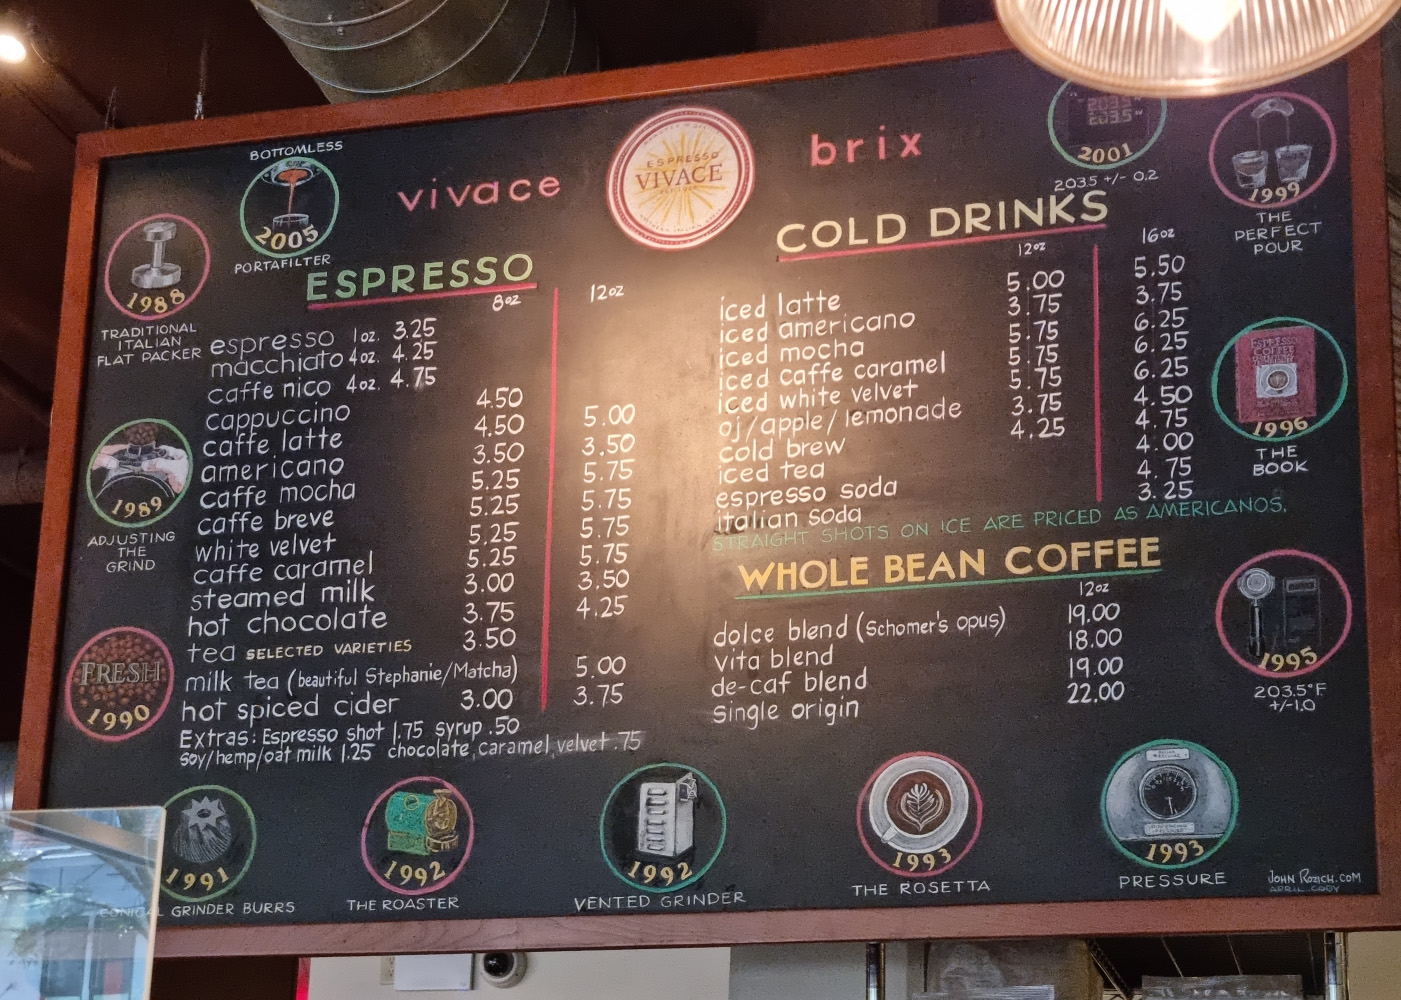 vivace
ESPRESSO
VIVACE
brix
BOTTOMLESS
2005
PORTAFILTER
1988
TRADITIONAL
ITALIAN
FLAT PACKER
1989
ADJUSTING
THE
GRIND
FRESH
1990
ESPRESSO
8oz 12oz
espresso 1oz. 3.25
macchiato 4oz. 4.25
caffe nico 4oz. 4.75
cappuccino 4.50
caffe latte 4.50 5.00
americano 3.50 3.50
caffe mocha 5.25 5.75
caffe breve 5.25 5.75
white velvet 5.25 5.75
caffe caramel 5.25 5.75
steamed milk 3.00 3.50
hot chocolate 3.75 4.25
tea SELECTED VARIETIES 3.50
milk tea (beautiful Stephanie/Matcha) 5.00
hot spiced cider 3.00 3.75
Extras: Espresso shot 1.75 syrup .50
soy/hemp/oat milk 1.25 chocolate, caramel, velvet .75
COLD DRINKS
12oz 16oz
iced latte 5.00 5.50
iced americano 3.75 3.75
iced mocha 5.75 6.25
iced caffe caramel 5.75 6.25
iced white velvet 5.75 6.25
oj/apple/lemonade 3.75 4.50
cold brew 4.25 4.75
iced tea 4.00
espresso soda 4.75
italian soda 3.25
STRAIGHT SHOTS ON ICE ARE PRICED AS AMERICANOS.
WHOLE BEAN COFFEE
12oz
dolce blend (Schomer's opus) 19.00
vita blend 18.00
de-caf blend 19.00
single origin 22.00
203.5
203.5
2001
203.5 +/- 0.2
1999
THE
PERFECT
POUR
ESPRESSO
COFFEE
1996
THE
BOOK
1995
203.5°F
+/-1.0
1991
CONICAL GRINDER BURRS
1992
THE ROASTER
1992
VENTED GRINDER
1993
THE ROSETTA
1993
PRESSURE
JOHN ROZICH.COM
APRIL CODY